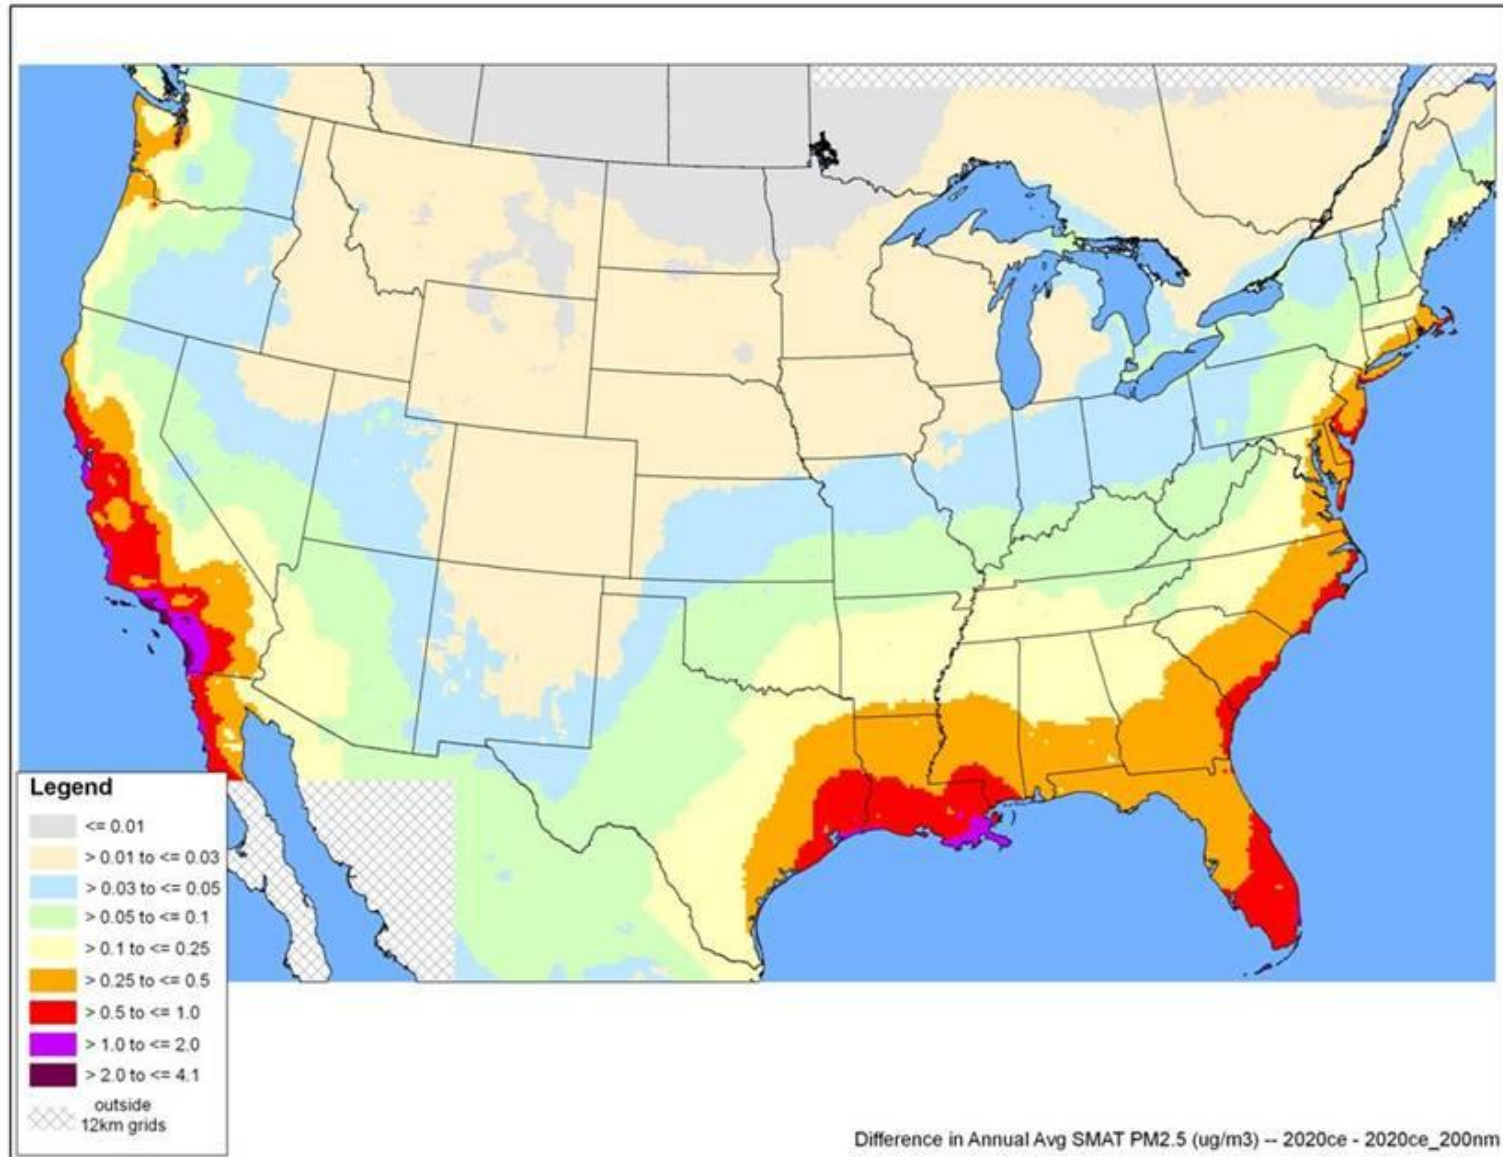 Legend
<= 0.01
> 0.01 to <= 0.03
> 0.03 to <= 0.05
> 0.05 to <= 0.1
> 0.1 to <= 0.25
> 0.25 to <= 0.5
> 0.5 to <= 1.0
> 1.0 to <= 2.0
> 2.0 to <= 4.1
outside
12km grids
Difference in Annual Avg SMAT PM2.5 (ug/m3) -- 2020ce - 2020ce_200nm